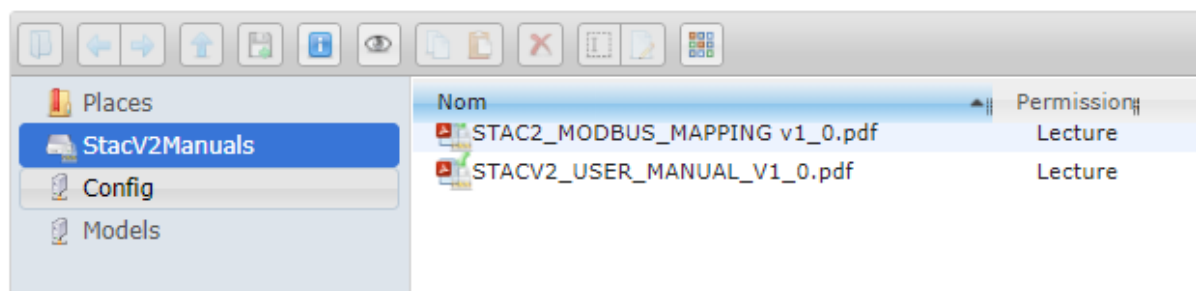 Places
StacV2Manuals
Config
Models
Nom Permission
STAC2_MODBUS_MAPPING v1_0.pdf Lecture
STACV2_USER_MANUAL_V1_0.pdf Lecture